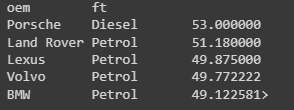 oem ft
Porsche Diesel 53.000000
Land Rover Petrol 51.180000
Lexus Petrol 49.875000
Volvo Petrol 49.772222
BMW Petrol 49.122581>